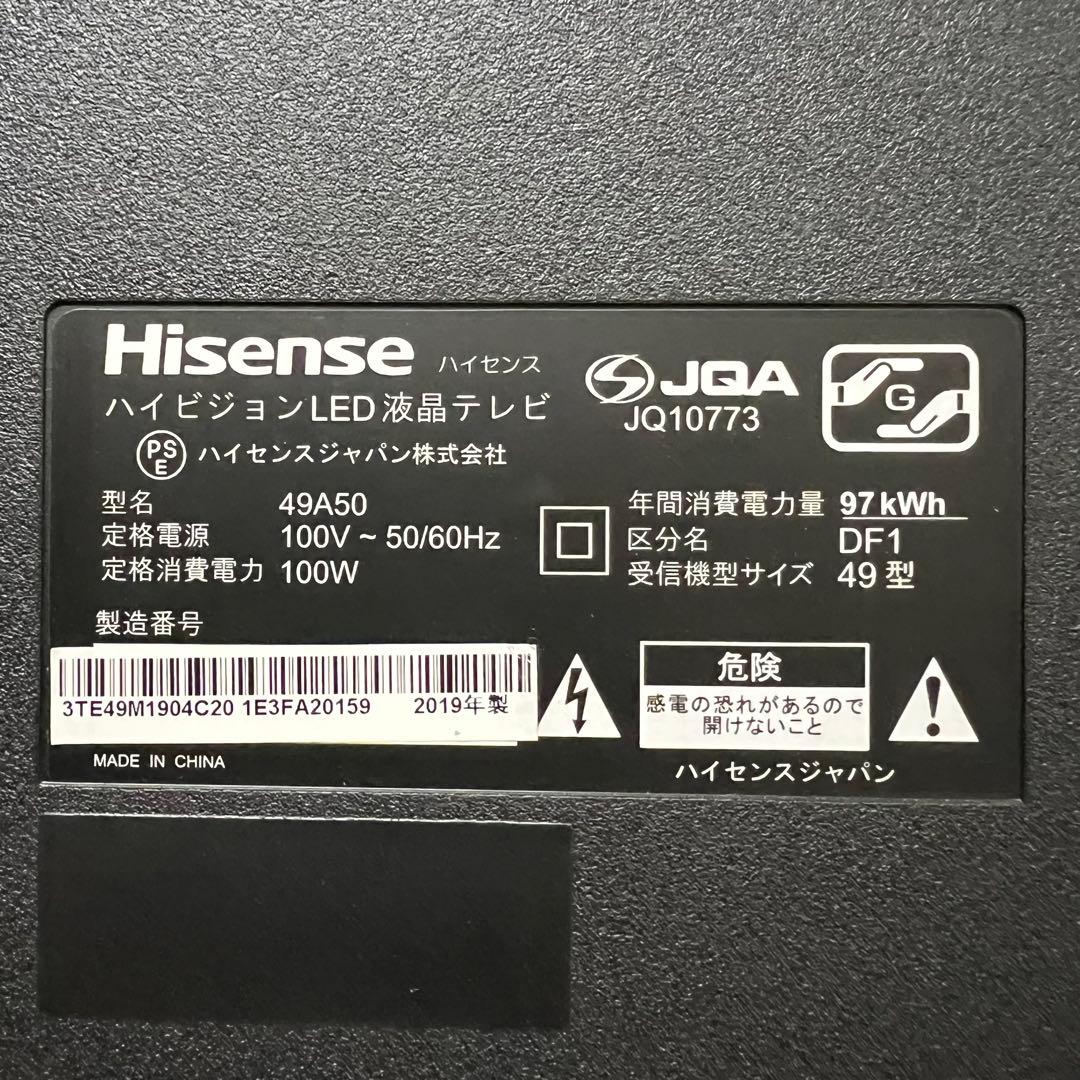 Hisense ハイセンス
ハイビジョンLED液晶テレビ
PSE ハイセンスジャパン株式会社
JQA
JQ10773
G
型名 49A50
定格電源 100V ~ 50/60Hz
定格消費電力 100W
年間消費電力量 97 kWh
区分名 DF1
受信機型サイズ 49型
製造番号
3TE49M1904C20 1E3FA20159 2019年製
MADE IN CHINA
危険
感電の恐れがあるので
開けないこと
ハイセンスジャパン